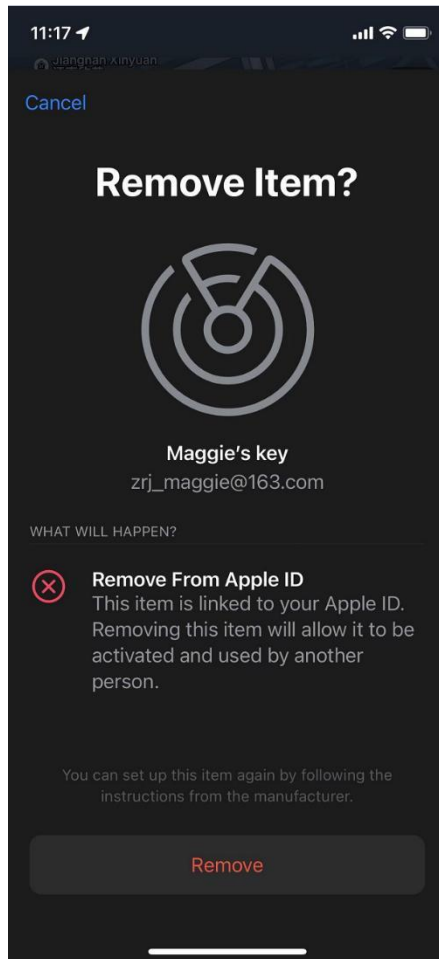 11:17
Jiangnan Xinyuan
Cancel
Remove Item?
Maggie's key
zrj_maggie@163.com
WHAT WILL HAPPEN?
Remove From Apple ID
This item is linked to your Apple ID.
Removing this item will allow it to be
activated and used by another
person.
You can set up this item again by following the
instructions from the manufacturer.
Remove